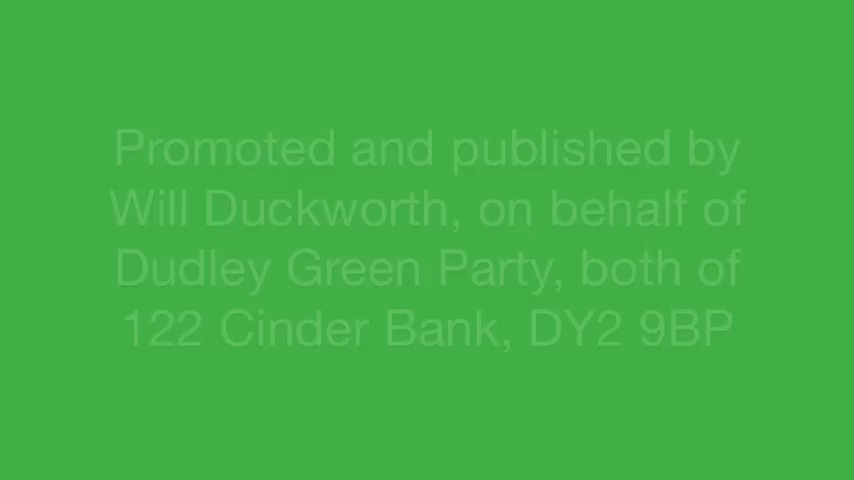 Promoted and published by
Will Duckworth, on behalf of
Dudley Green Party, both of
122 Cinder Bank, DY2 9BP